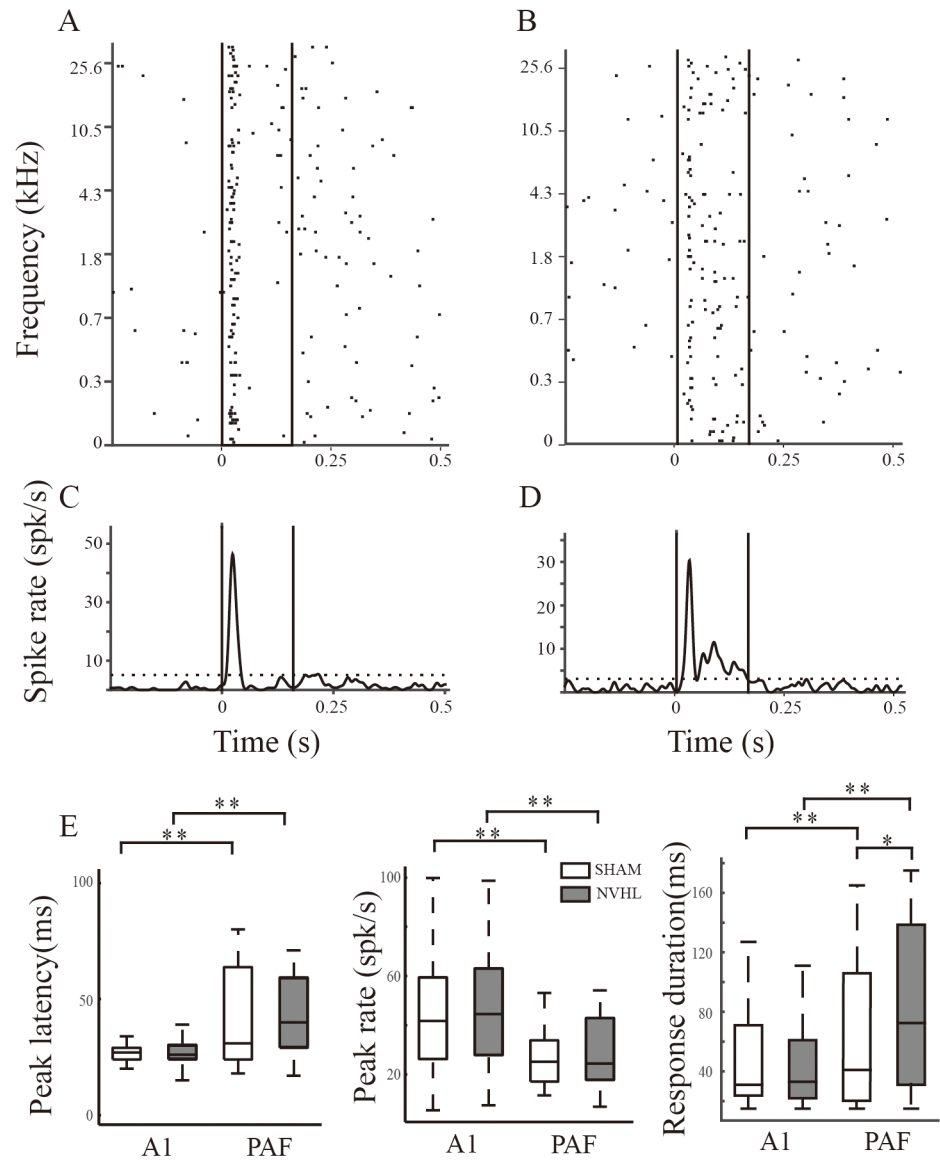 A
B
Frequency (kHz)
25.6
10.5
4.3
1.8
0.7
0.3
0
0
0.25
0.5
25.6
10.5
4.3
1.8
0.7
0.3
0
0
0.25
0.5
C
D
Spike rate (spk/s)
50
30
10
0
0.25
0.5
Time (s)
30
20
10
0
0.25
0.5
Time (s)
E
Peak latency(ms)
100
50
0
**
**
A1
PAF
Peak rate (spk/s)
100
60
20
**
**
SHAM
NVHL
A1
PAF
Response duration(ms)
160
120
80
40
**
**
*
A1
PAF